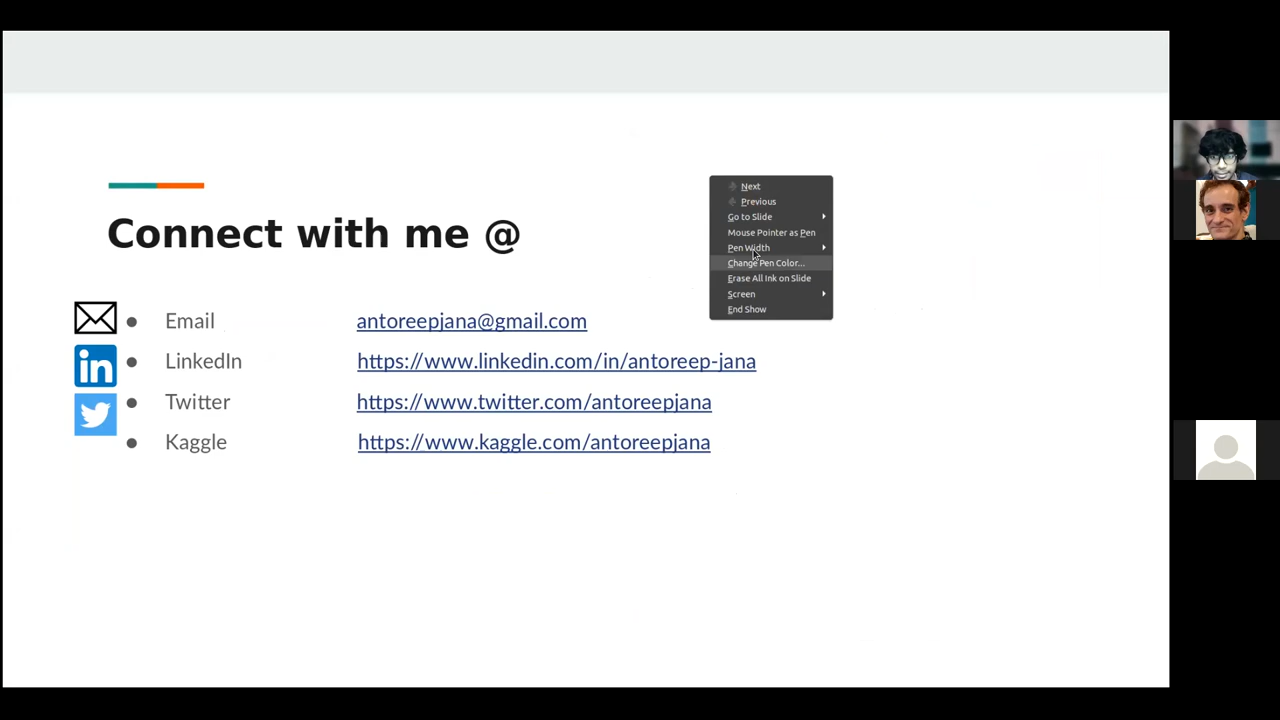 Connect with me @
Email antoreepjana@gmail.com
LinkedIn https://www.linkedin.com/in/antoreep-jana
Twitter https://www.twitter.com/antoreepjana
Kaggle https://www.kaggle.com/antoreepjana
Next
Previous
Go to Slide
Mouse Pointer as Pen
Pen Width
Change Pen Color...
Erase All Ink on Slide
Screen
End Show
in